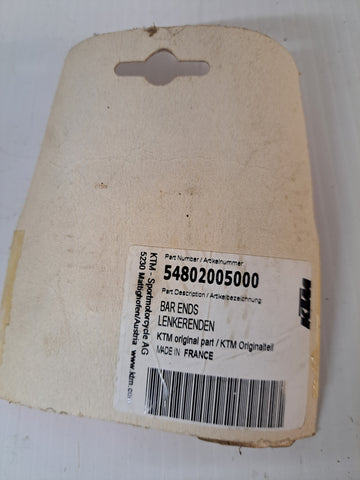 Part Number / Artikelnummer:
54802005000
Part Description / Artikelbezeichnung:
BAR ENDS
LENKERENDEN
KTM original part / KTM Originalteil
MADE IN FRANCE
KTM - Sportmotorcycle AG
5230 Mattighofen/Austria www.ktm.com
KTM